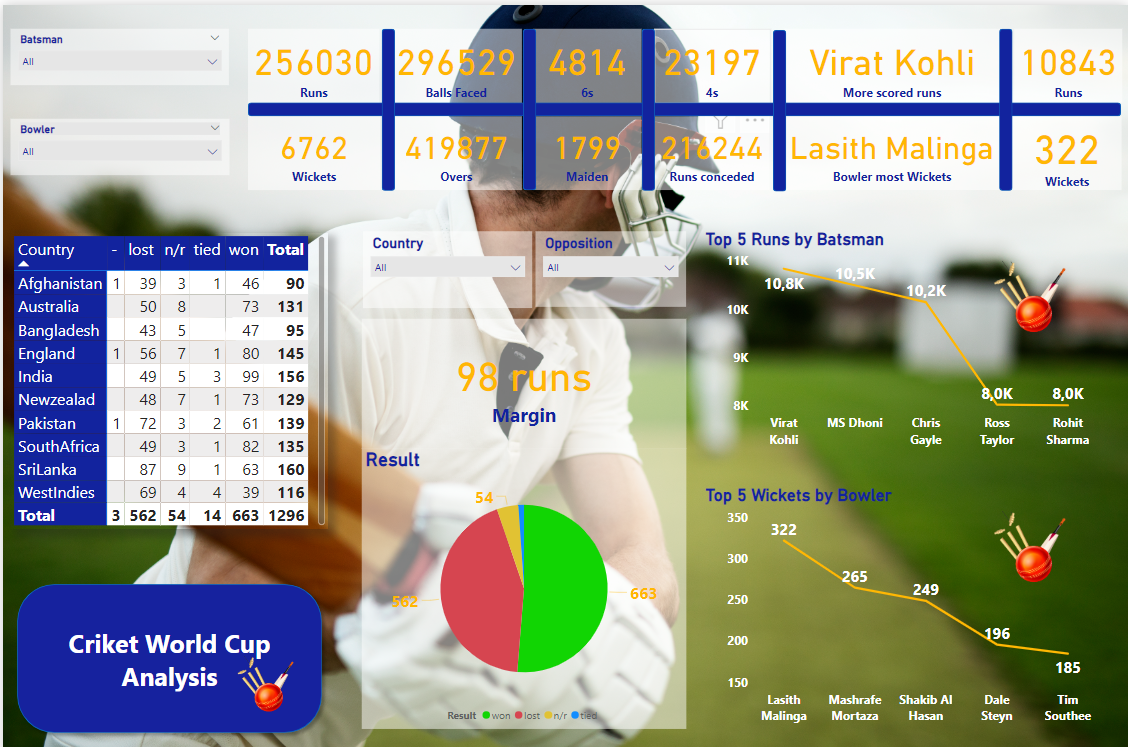 Batsman
All
Bowler
All
256030
Runs
296529
Balls Faced
4814
6s
23197
4s
Virat Kohli
More scored runs
10843
Runs
6762
Wickets
419877
Overs
1799
Maiden
216244
Runs conceded
Lasith Malinga
Bowler most Wickets
322
Wickets
Country - lost n/r tied won Total
Afghanistan 1 39 3 1 46 90
Australia 50 8 73 131
Bangladesh 43 5 47 95
England 1 56 7 1 80 145
India 49 5 3 99 156
Newzealad 48 7 1 73 129
Pakistan 1 72 3 2 61 139
SouthAfrica 49 3 1 82 135
SriLanka 87 9 1 63 160
WestIndies 69 4 4 39 116
Total 3 562 54 14 663 1296
Criket World Cup
Analysis
Country
All
Opposition
All
98 runs
Margin
Result
54
562
663
Result won lost n/r tied
Top 5 Runs by Batsman
11K
10K
9K
8K
10,8K
10,5K
10,2K
8,0K
8,0K
Virat
Kohli
MS Dhoni
Chris
Gayle
Ross
Taylor
Rohit
Sharma
Top 5 Wickets by Bowler
350
300
250
200
150
322
265
249
196
185
Lasith
Malinga
Mashrafe
Mortaza
Shakib Al
Hasan
Dale
Steyn
Tim
Southee